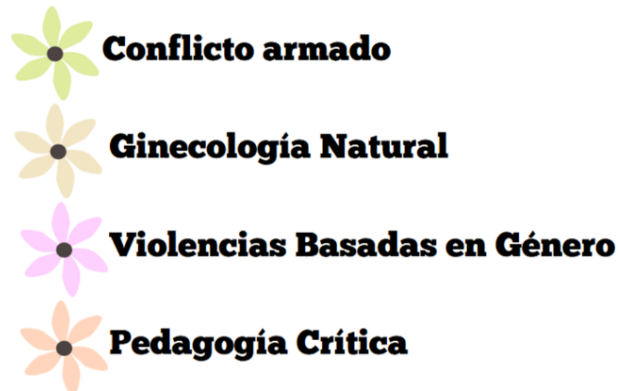 Conflicto armado
Ginecología Natural
Violencias Basadas en Género
Pedagogía Crítica